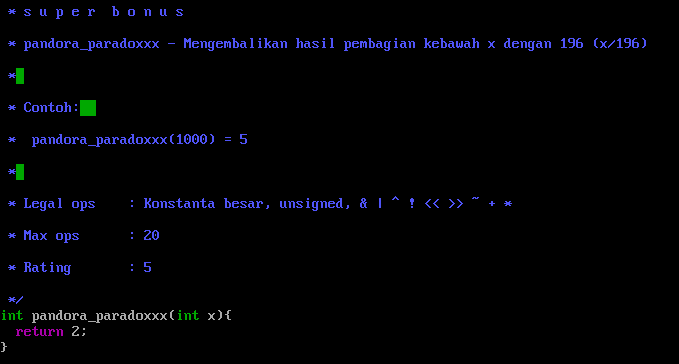 * s u p e r  b o n u s
* pandora_paradoxxx - Mengembalikan hasil pembagian kebawah x dengan 196 (x/196)
*
* Contoh:
*  pandora_paradoxxx(1000) = 5
*
* Legal ops    : Konstanta besar, unsigned, & | ^ ! << >> ~ + *
* Max ops      : 20
* Rating       : 5
*/
int pandora_paradoxxx(int x){
  return 2;
}